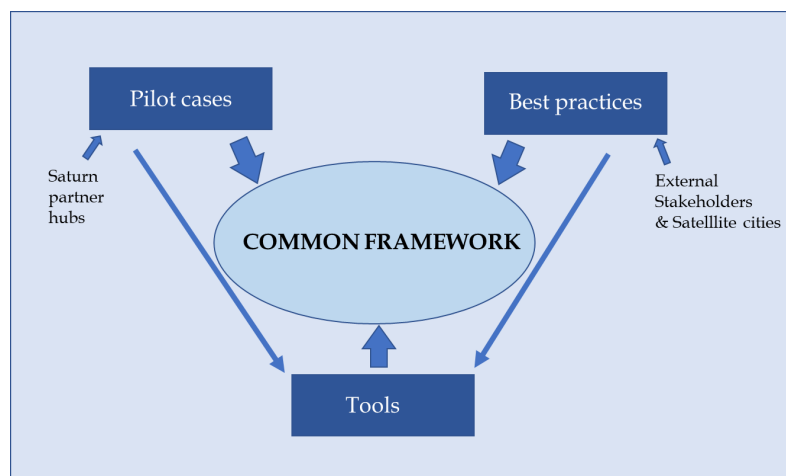 Pilot cases
Best practices
Saturn
partner
hubs
External
Stakeholders
& Satelllite cities
COMMON FRAMEWORK
Tools